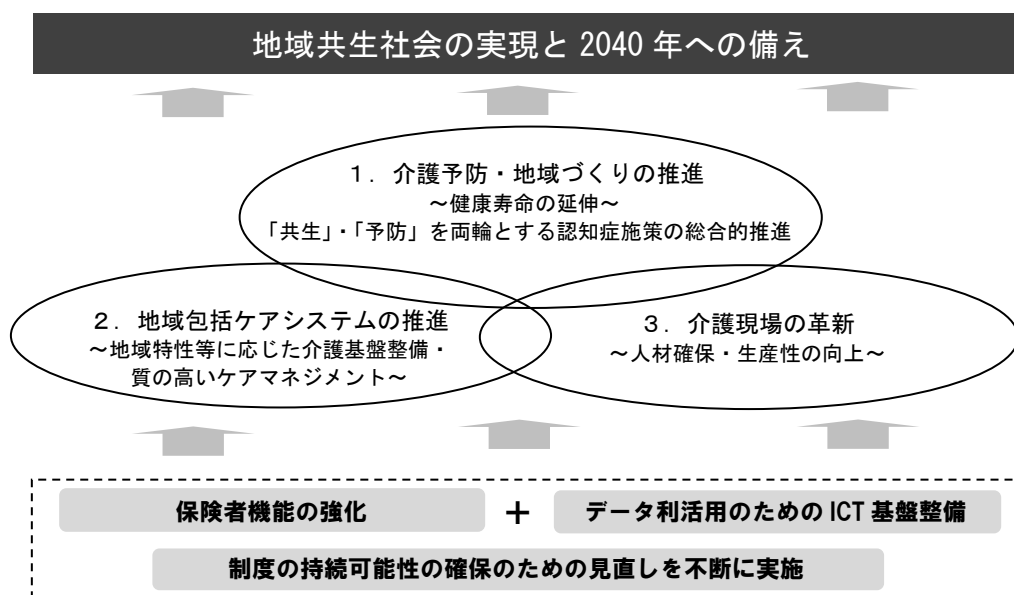 地域共生社会の実現と 2040 年への備え
１．介護予防・地域づくりの推進
～健康寿命の延伸～
「共生」・「予防」を両輪とする認知症施策の総合的推進
２．地域包括ケアシステムの推進
～地域特性等に応じた介護基盤整備・
質の高いケアマネジメント～
３．介護現場の革新
～人材確保・生産性の向上～
保険者機能の強化
＋
データ利活用のための ICT 基盤整備
制度の持続可能性の確保のための見直しを不断に実施